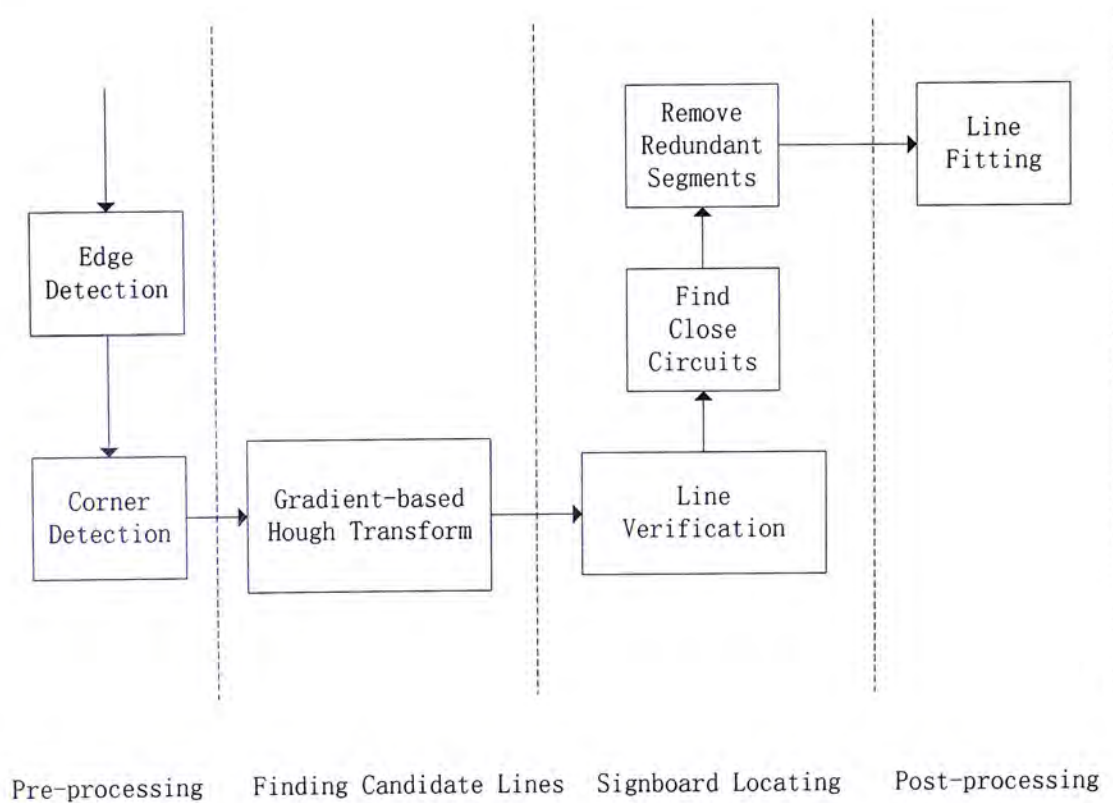 Edge
Detection
Corner
Detection
Gradient-based
Hough Transform
Line
Verification
Find
Close
Circuits
Remove
Redundant
Segments
Line
Fitting
Pre-processing
Finding Candidate Lines
Signboard Locating
Post-processing